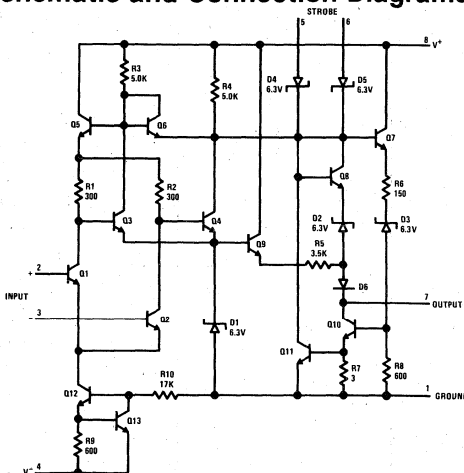 Schematic and Connection Diagrams
STROBE
5 6
8 V+
R3
5.0K
R4
5.0K
D4
6.3V
D5
6.3V
Q5
Q6
Q7
Q8
R6
150
R1
300
R2
300
Q3
Q4
Q9
D2
6.3V
D3
6.3V
R5
3.5K
+ 2
Q1
D6
INPUT
7 OUTPUT
- 3
Q2
D1
6.3V
Q10
Q11
R7
3
R8
600
Q12
R10
17K
1 GROUND
Q13
R9
600
V- 4